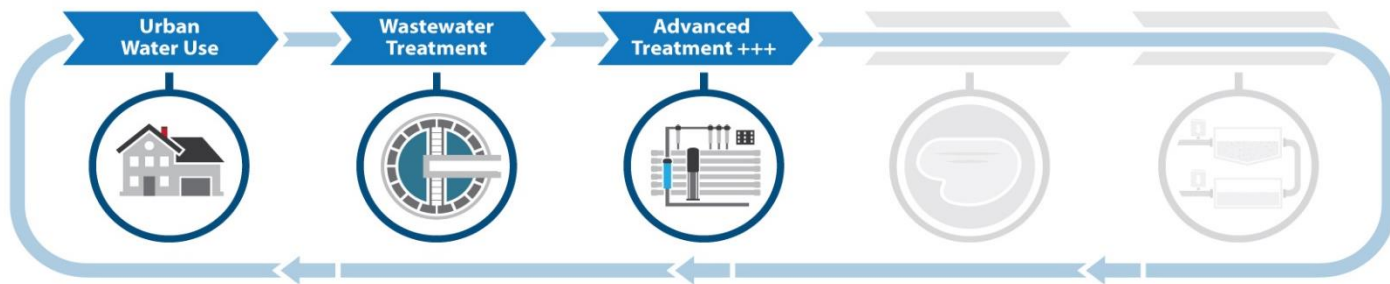 Urban
Water Use
Wastewater
Treatment
Advanced
Treatment +++